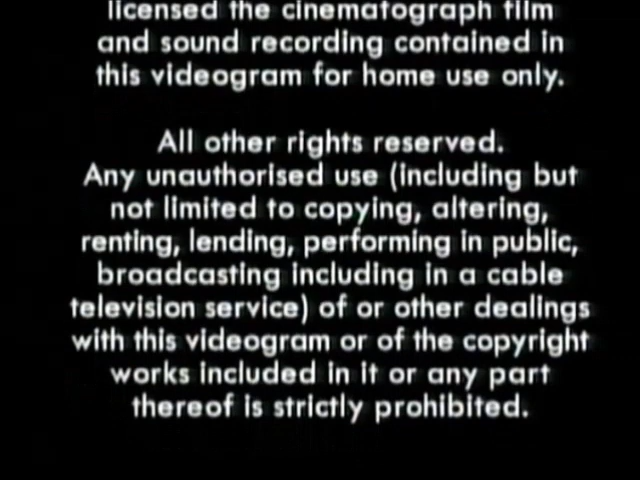 licensed the cinematograph film
and sound recording contained in
this videogram for home use only.
All other rights reserved.
Any unauthorised use (including but
not limited to copying, altering,
renting, lending, performing in public,
broadcasting including in a cable
television service) of or other dealings
with this videogram or of the copyright
works included in it or any part
thereof is strictly prohibited.